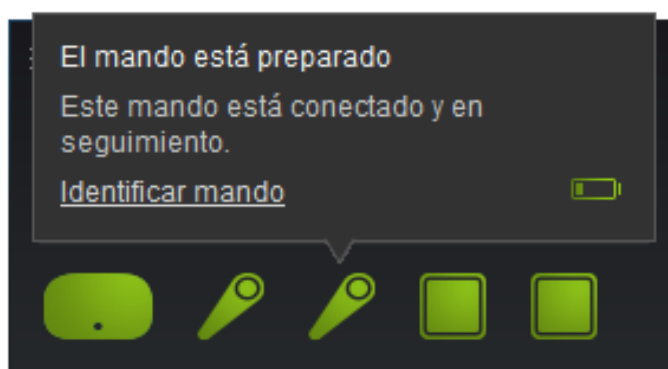 El mando está preparado
Este mando está conectado y en
seguimiento.
Identificar mando